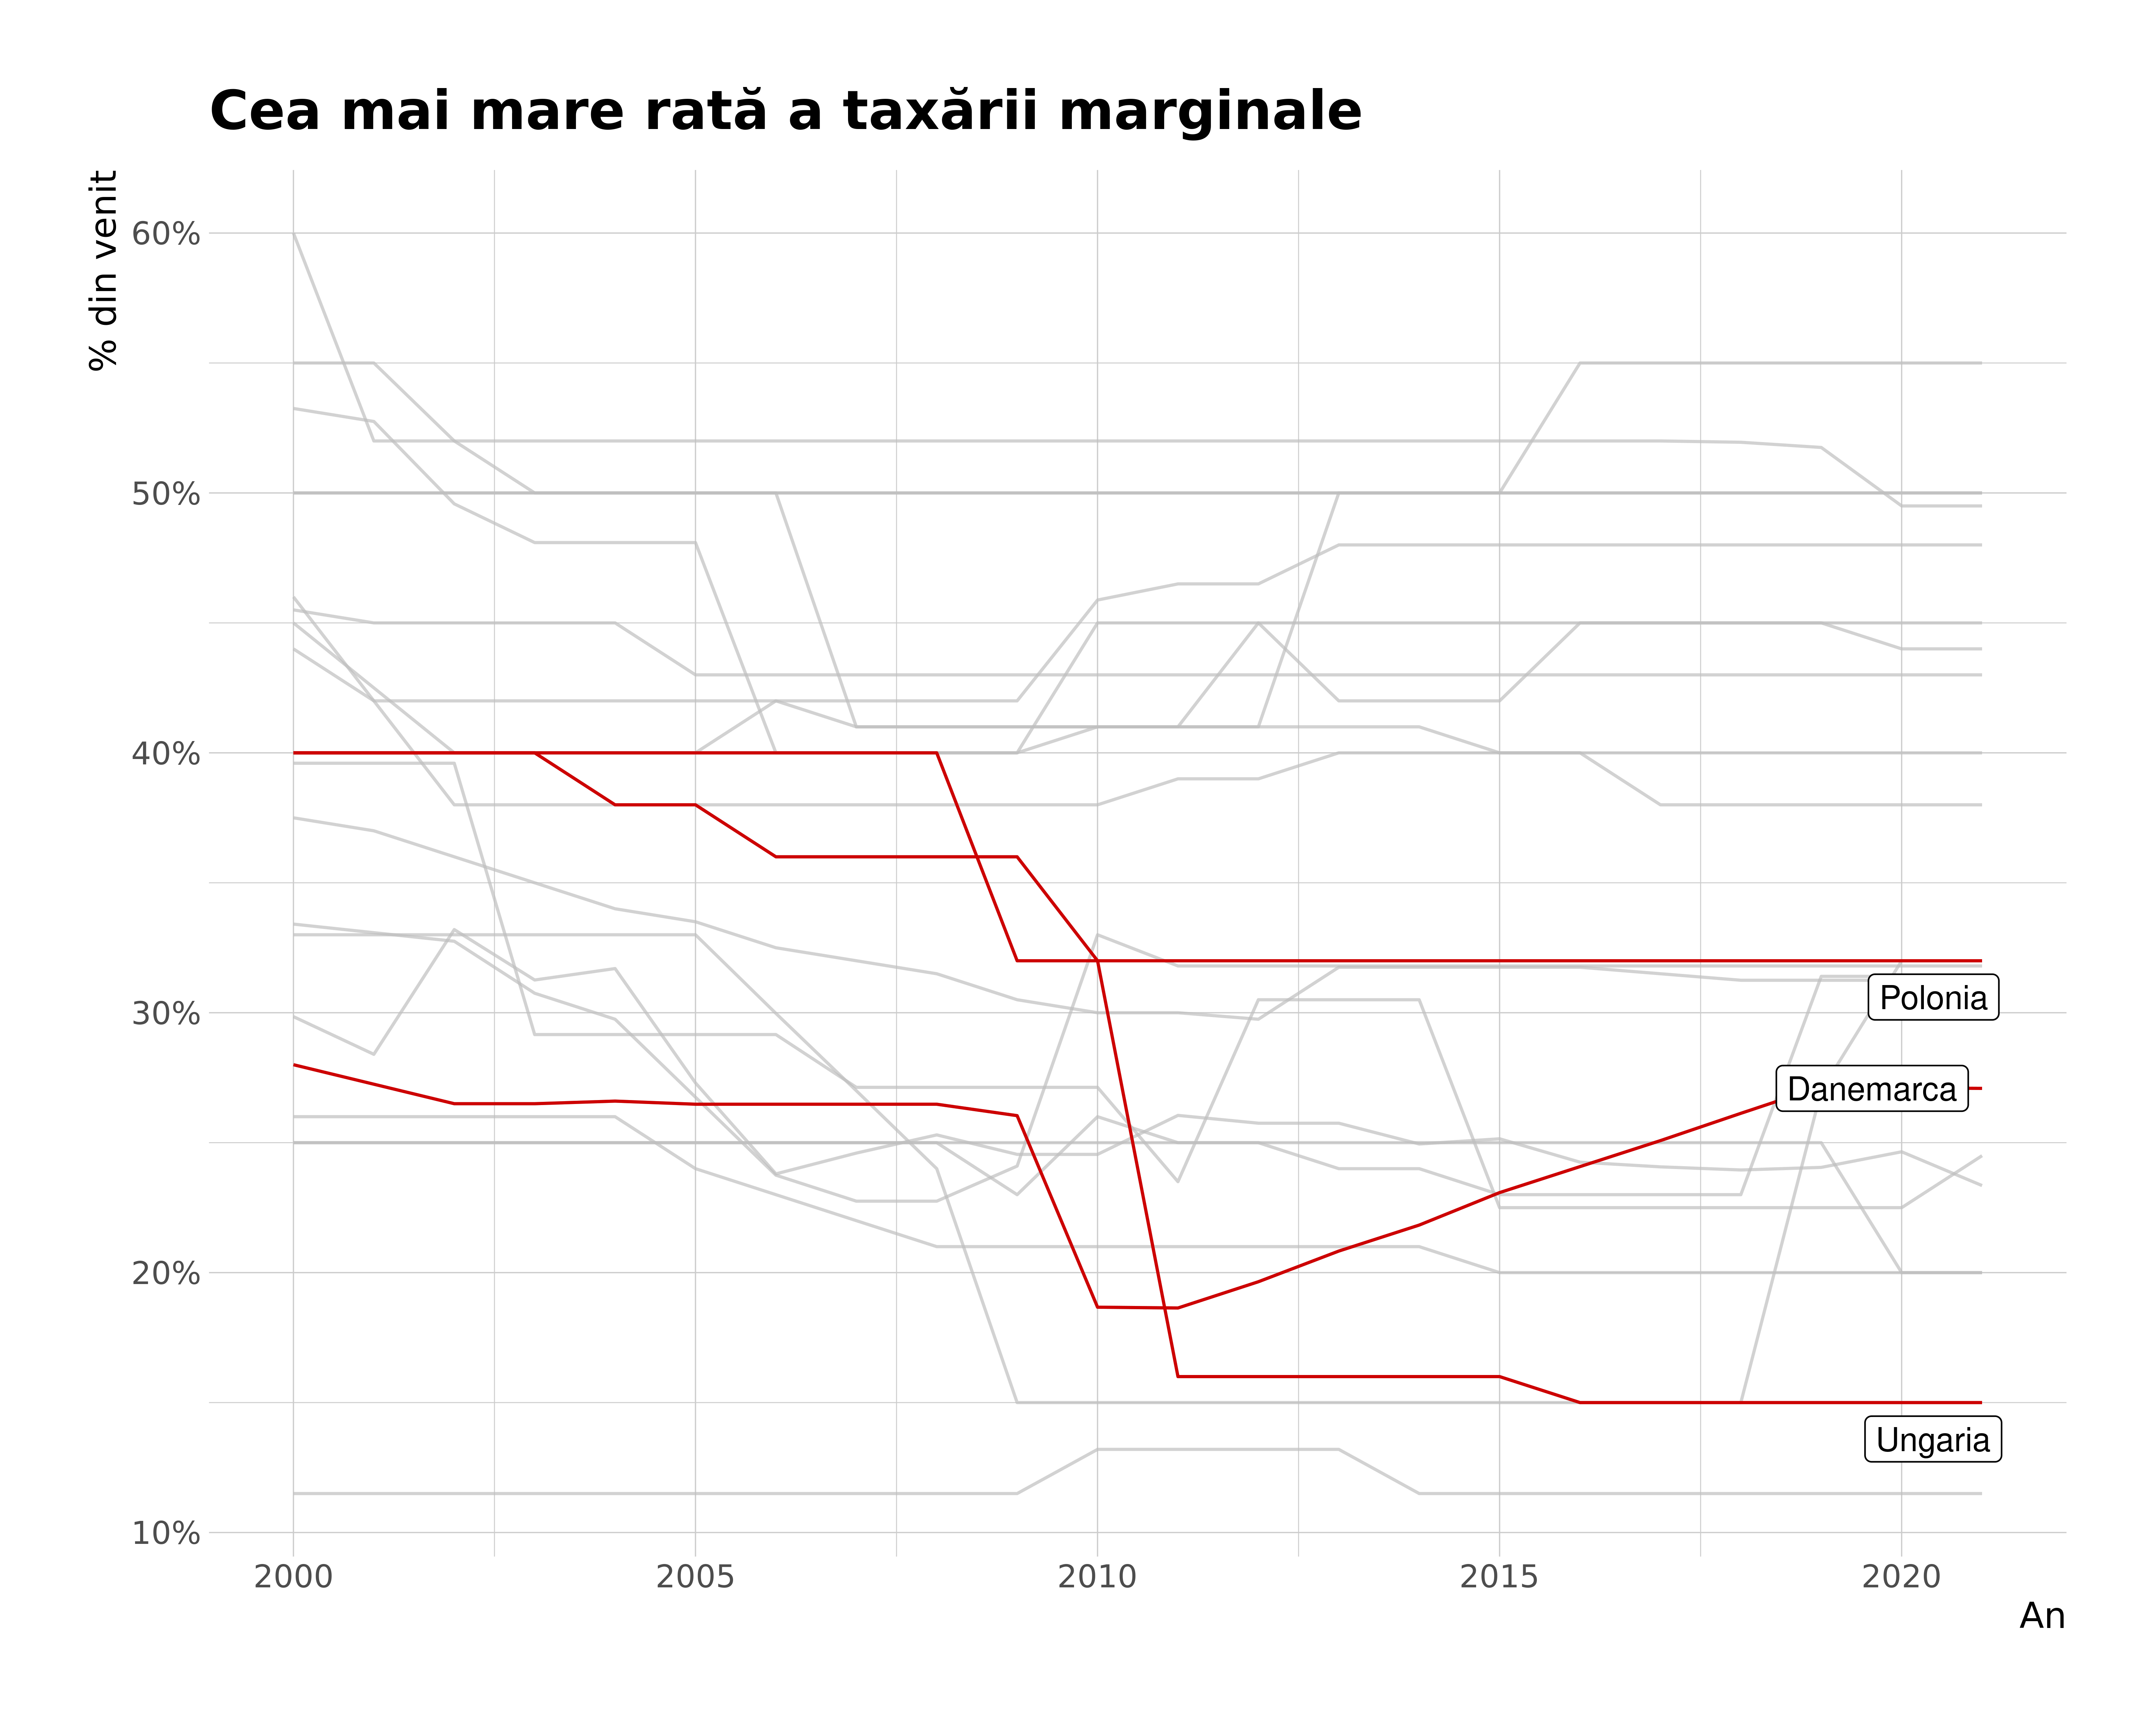 Cea mai mare rată a taxării marginale
% din venit
60%
50%
40%
30%
20%
10%
Polonia
Danemarca
Ungaria
2000
2005
2010
2015
2020
An